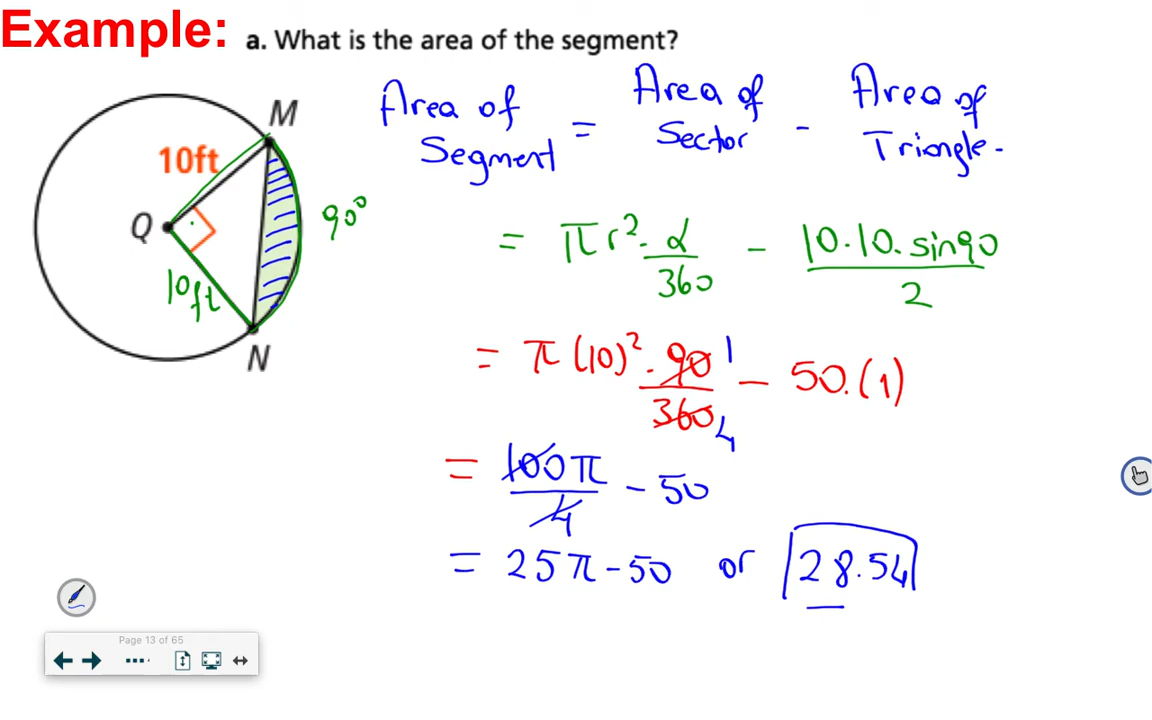 Example: a. What is the area of the segment?
M
10ft
Q
10ft
N
90°
Area of Segment = Area of Sector - Area of Triangle.
= πr² · α/360 - 10·10·sin90/2
= π(10)² · 90/360 1/4 - 50·(1)
= 100π/4 - 50
= 25π - 50 or 28.54
Page 13 of 65